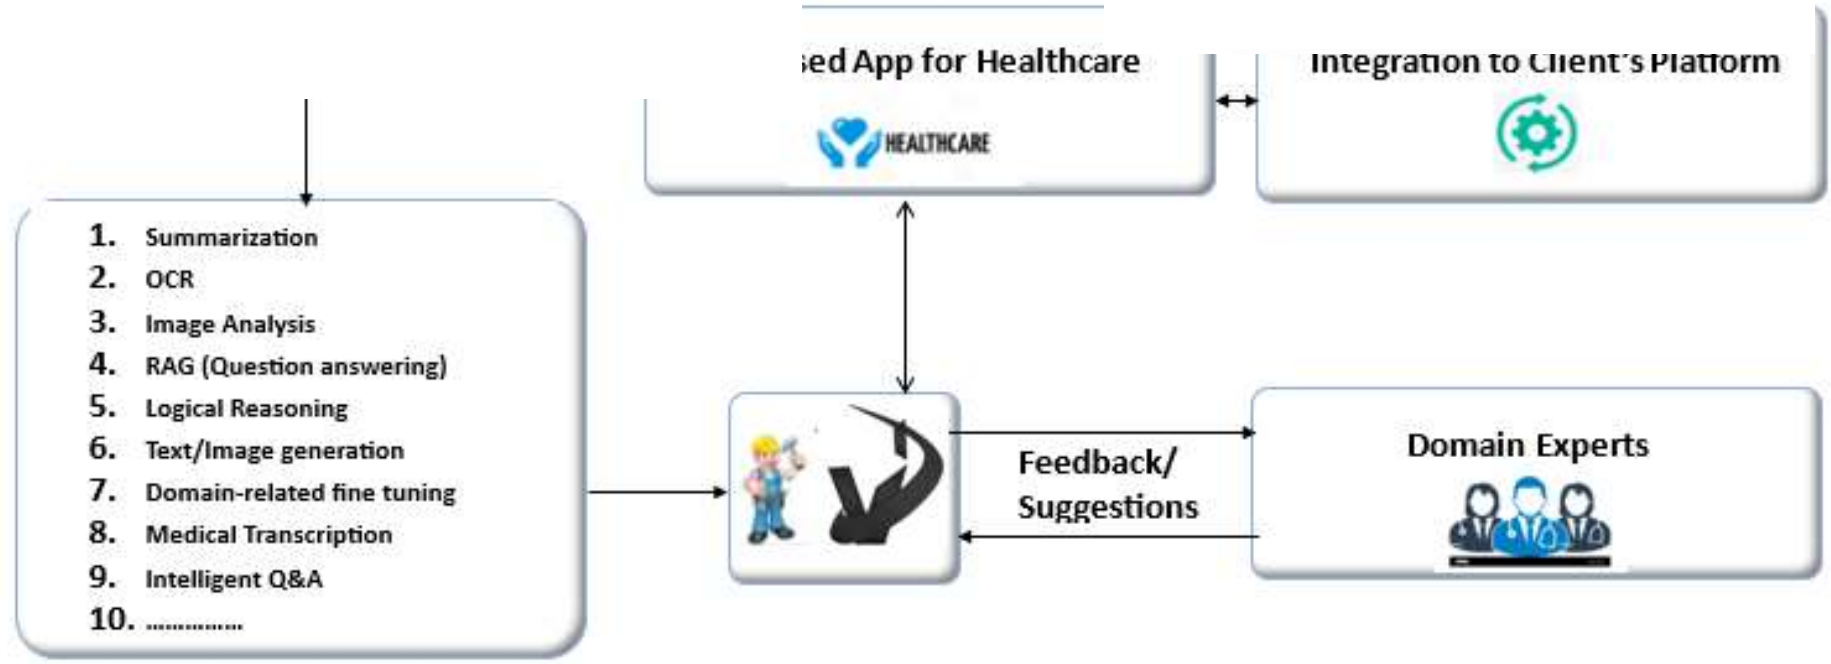 App for Healthcare
Integration to Client's Platform
HEALTHCARE
1. Summarization
2. OCR
3. Image Analysis
4. RAG (Question answering)
5. Logical Reasoning
6. Text/Image generation
7. Domain-related fine tuning
8. Medical Transcription
9. Intelligent Q&A
10. ...............
Feedback/
Suggestions
Domain Experts